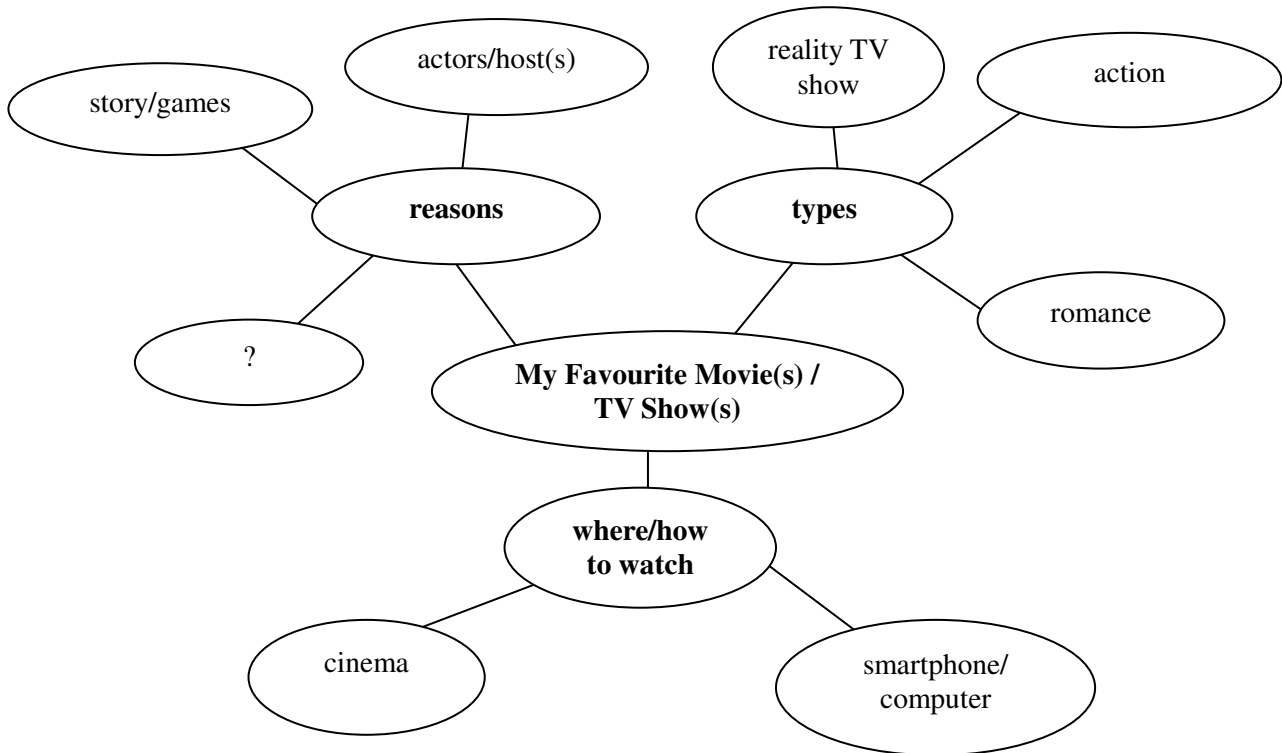 actors/host(s)
reality TV
show
action
story/games
reasons
types
romance
?
My Favourite Movie(s) /
TV Show(s)
where/how
to watch
cinema
smartphone/
computer